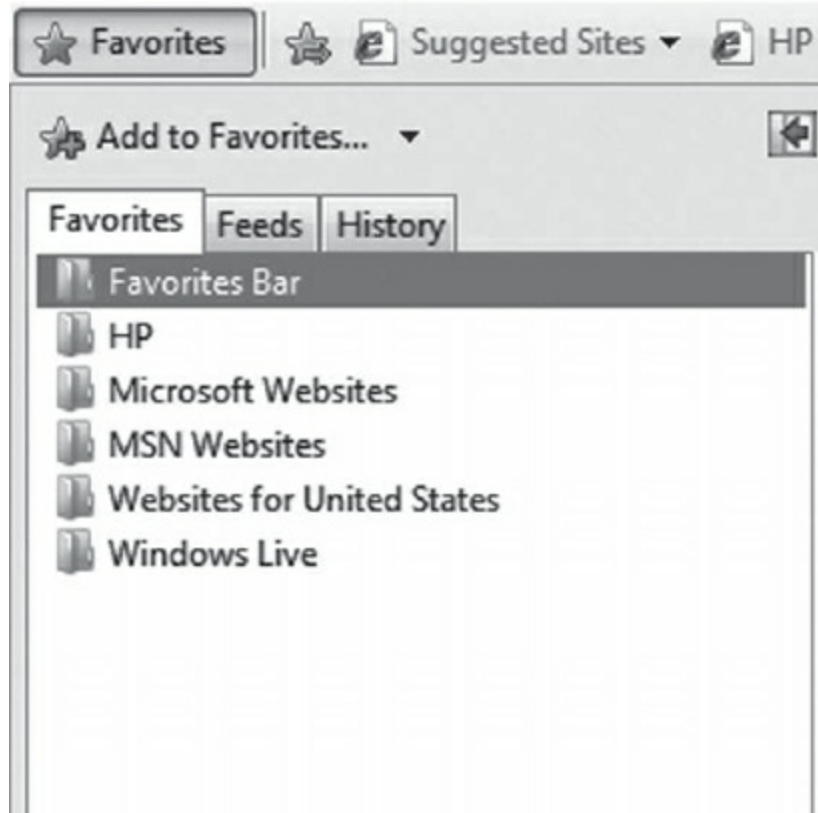 Favorites Suggested Sites HP
Add to Favorites...
Favorites Feeds History
Favorites Bar
HP
Microsoft Websites
MSN Websites
Websites for United States
Windows Live